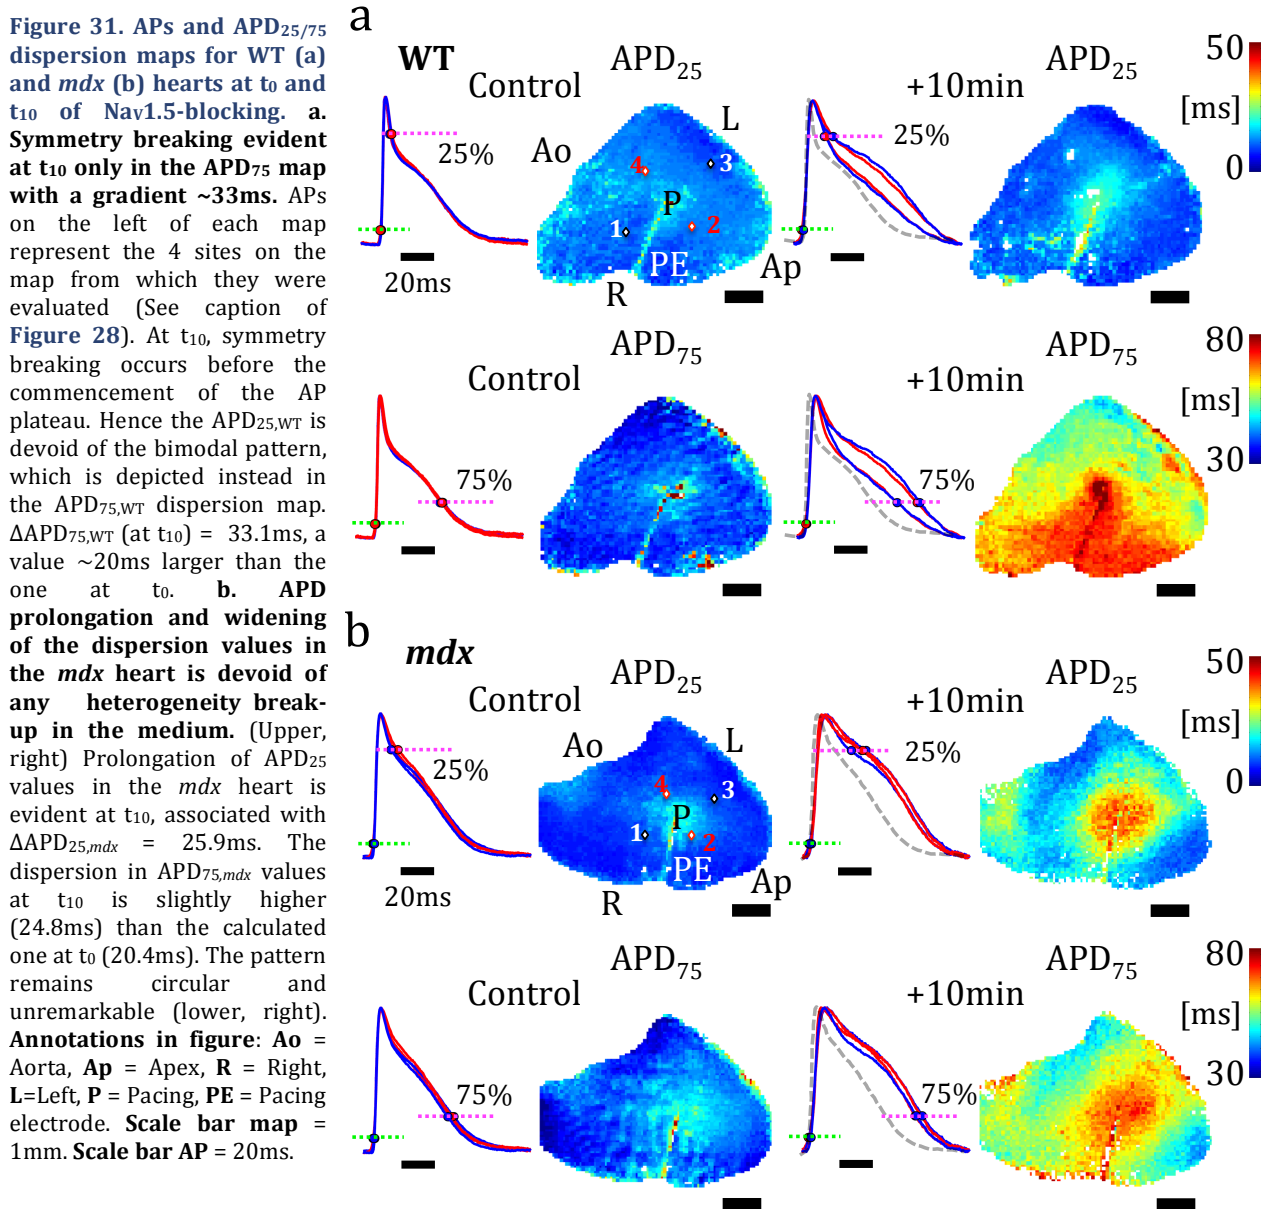 Figure 31. APs and APD25/75
dispersion maps for WT (a)
and mdx (b) hearts at t0 and
t10 of NaV1.5-blocking. a.
Symmetry breaking evident
at t10 only in the APD75 map
with a gradient ~33ms. APs
on the left of each map
represent the 4 sites on the
map from which they were
evaluated (See caption of
Figure 28). At t10, symmetry
breaking occurs before the
commencement of the AP
plateau. Hence the APD25,WT is
devoid of the bimodal pattern,
which is depicted instead in
the APD75,WT dispersion map.
ΔAPD75,WT (at t10) = 33.1ms, a
value ~20ms larger than the
one at t0. b. APD
prolongation and widening
of the dispersion values in
the mdx heart is devoid of
any heterogeneity break-
up in the medium. (Upper,
right) Prolongation of APD25
values in the mdx heart is
evident at t10, associated with
ΔAPD25,mdx = 25.9ms. The
dispersion in APD75,mdx values
at t10 is slightly higher
(24.8ms) than the calculated
one at t0 (20.4ms). The pattern
remains circular and
unremarkable (lower, right).
Annotations in figure: Ao =
Aorta, Ap = Apex, R = Right,
L=Left, P = Pacing, PE = Pacing
electrode. Scale bar map =
1mm. Scale bar AP = 20ms.
a
WT
Control
APD25
+10min
APD25
50
[ms]
0
25%
20ms
Ao
L
4
3
P
1
2
PE
Ap
R
25%
Control
APD75
+10min
APD75
80
[ms]
30
75%
75%
b
mdx
Control
APD25
+10min
APD25
50
[ms]
0
25%
20ms
Ao
L
4
3
P
1
2
PE
Ap
R
25%
Control
APD75
+10min
APD75
80
[ms]
30
75%
75%